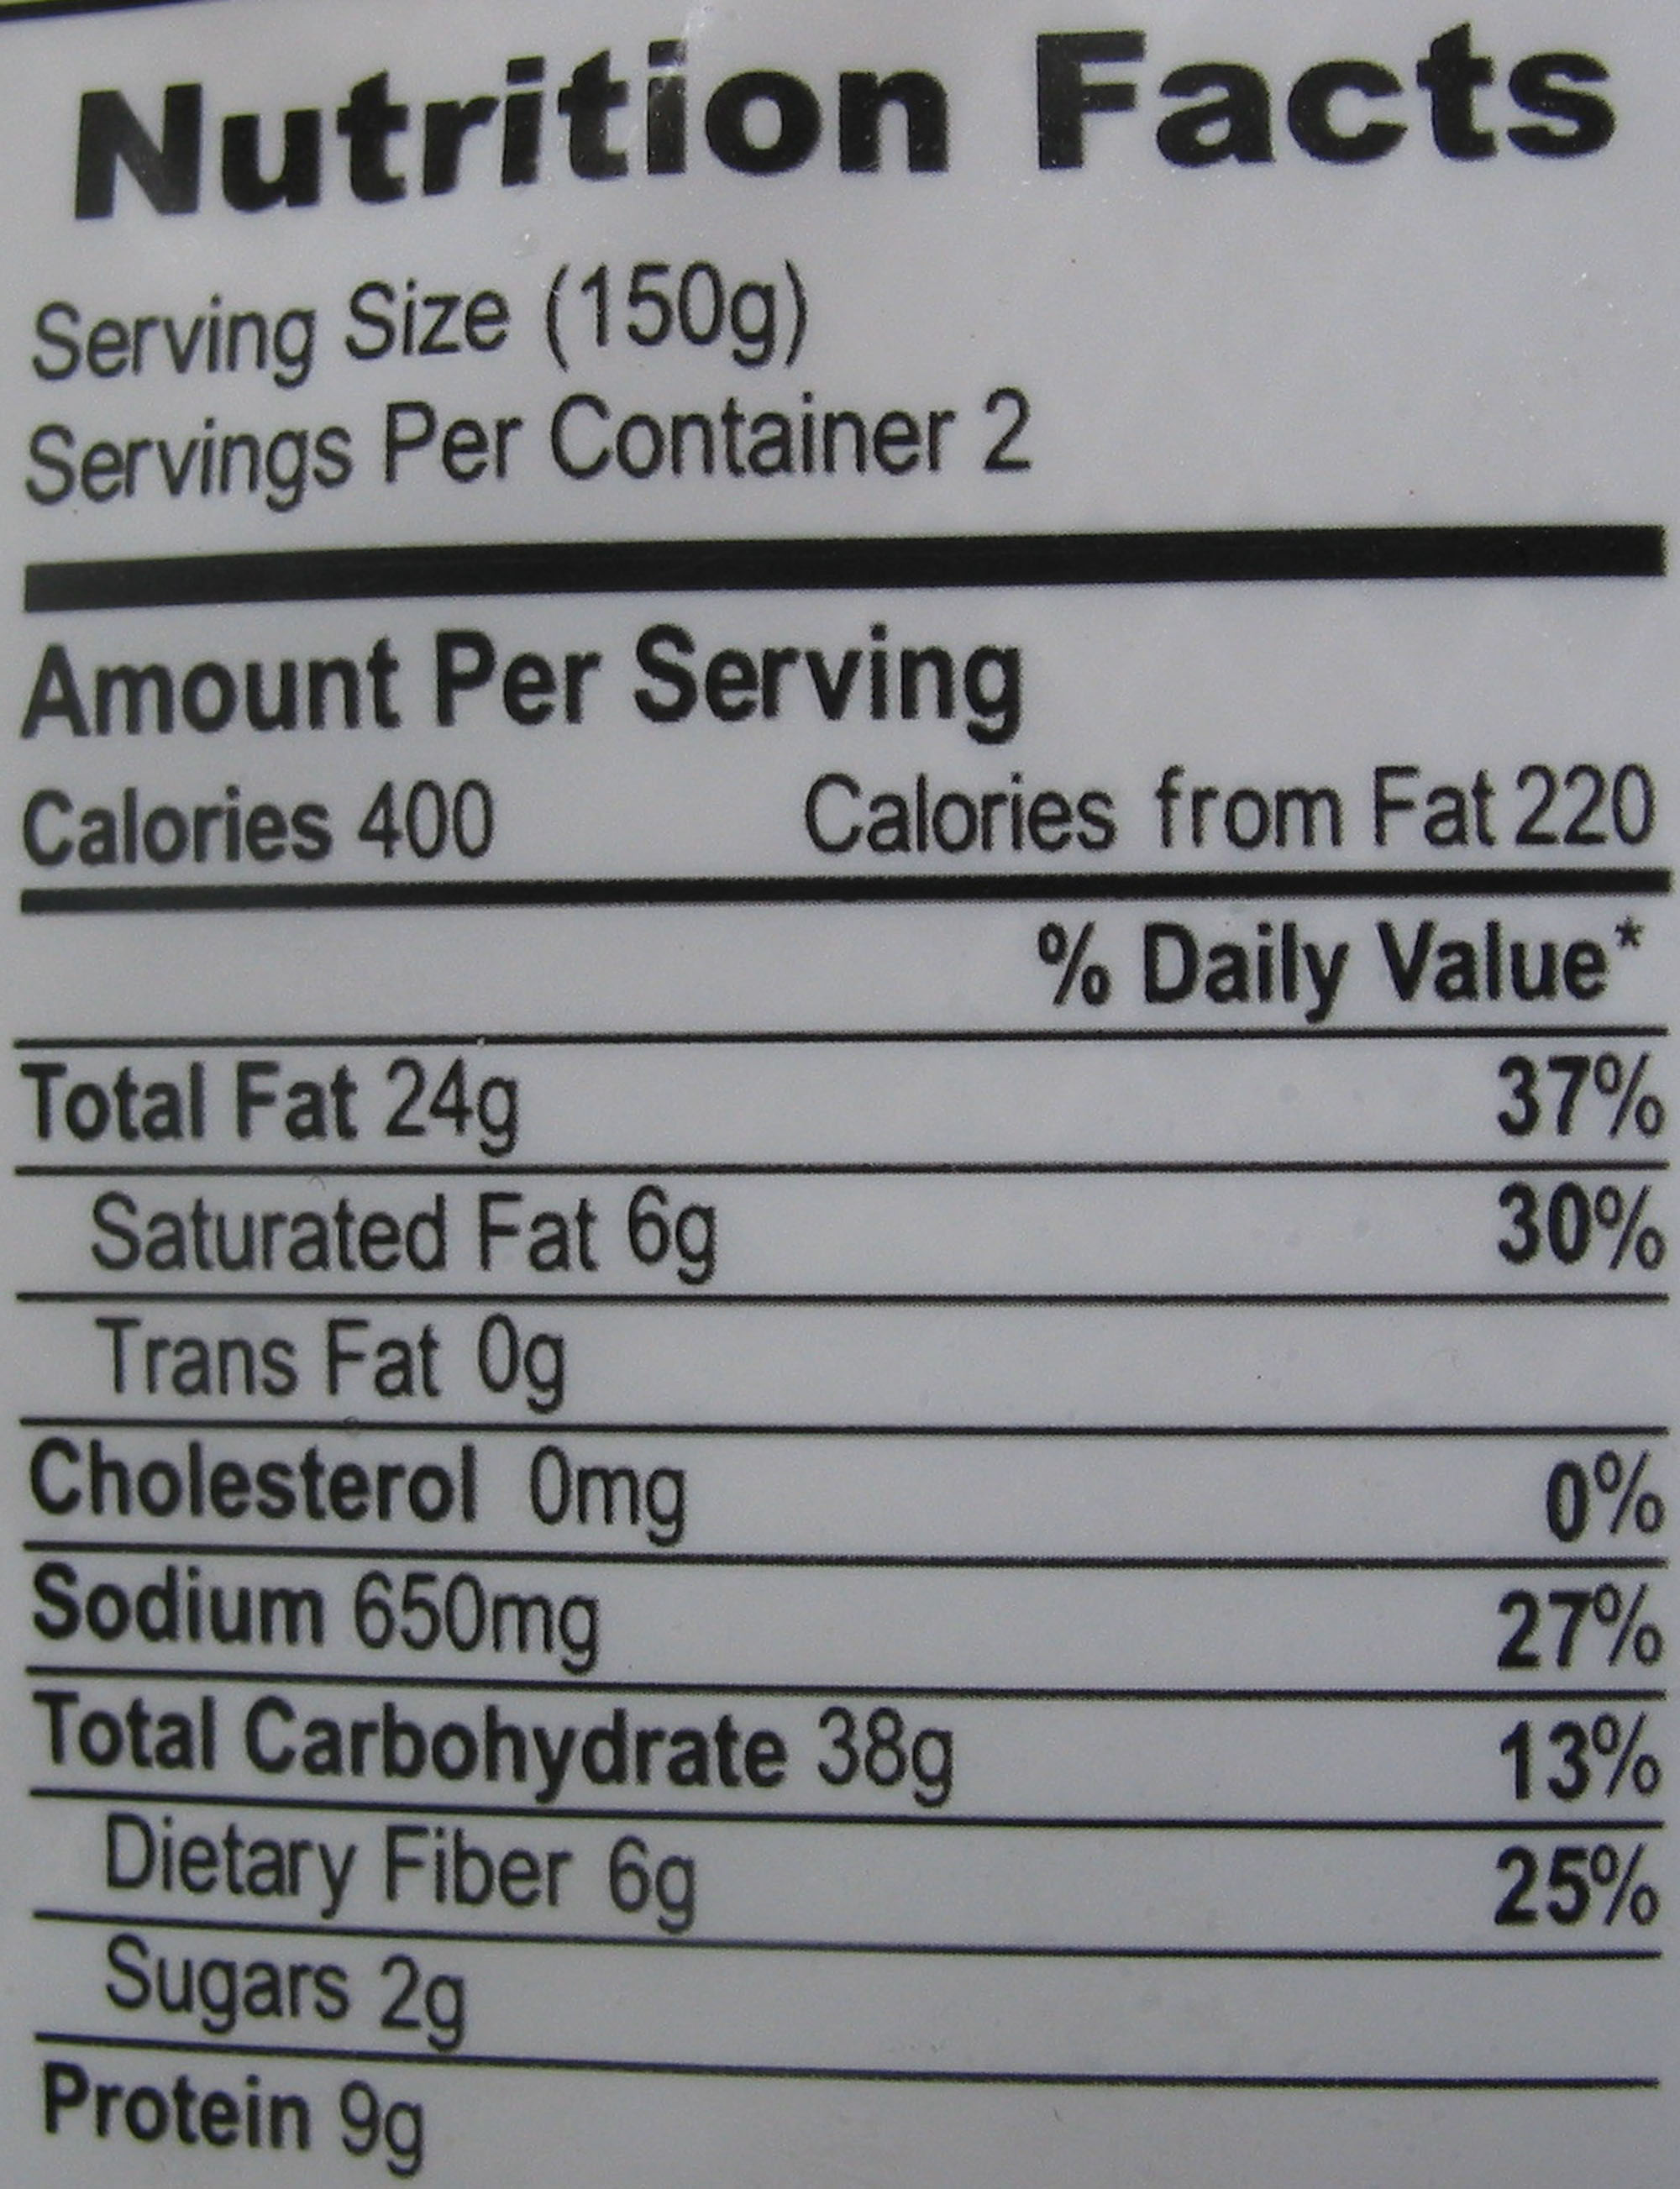 Nutrition Facts
Serving Size (150g)
Servings Per Container 2
Amount Per Serving
Calories 400 Calories from Fat 220
% Daily Value*
Total Fat 24g 37%
Saturated Fat 6g 30%
Trans Fat 0g
Cholesterol 0mg 0%
Sodium 650mg 27%
Total Carbohydrate 38g 13%
Dietary Fiber 6g 25%
Sugars 2g
Protein 9g